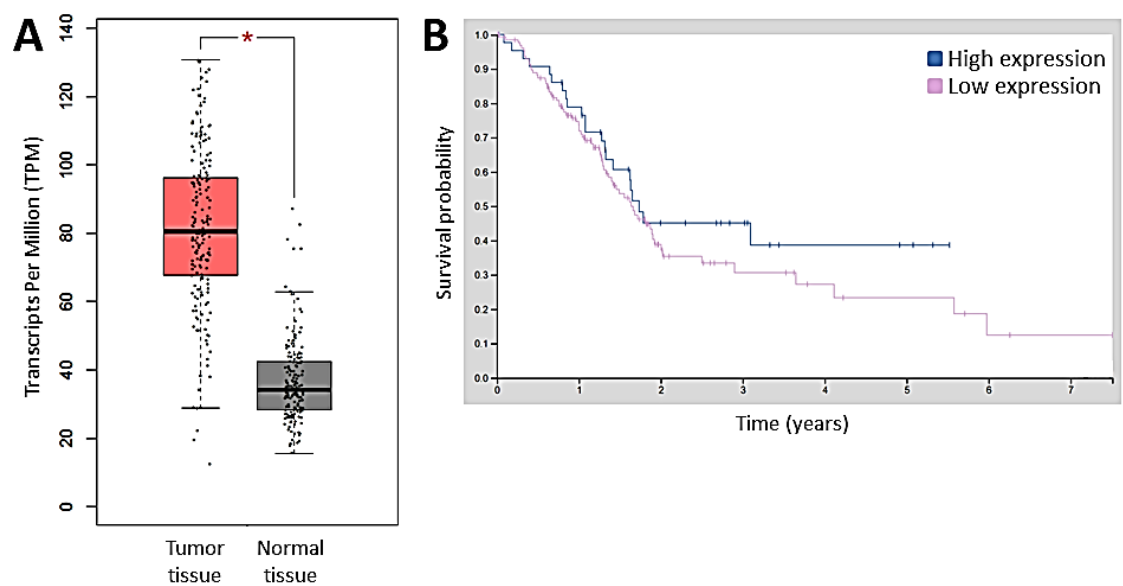 A
140
120
100
80
60
40
20
0
Transcripts Per Million (TPM)
*
Tumor
tissue
Normal
tissue
B
1.0
0.9
0.8
0.7
0.6
0.5
0.4
0.3
0.2
0.1
0.0
Survival probability
High expression
Low expression
0 1 2 3 4 5 6 7
Time (years)